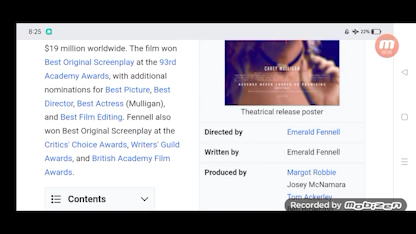 8:25
22%
$19 million worldwide. The film won
Best Original Screenplay at the 93rd
Academy Awards, with additional
nominations for Best Picture, Best
Director, Best Actress (Mulligan),
and Best Film Editing. Fennell also
won Best Original Screenplay at the
Critics' Choice Awards, Writers' Guild
Awards, and British Academy Film
Awards.
Contents
CAREY MULLIGAN
Theatrical release poster
Directed by Emerald Fennell
Written by Emerald Fennell
Produced by Margot Robbie
Josey McNamara
Tom Ackerley
Recorded by Mobizen